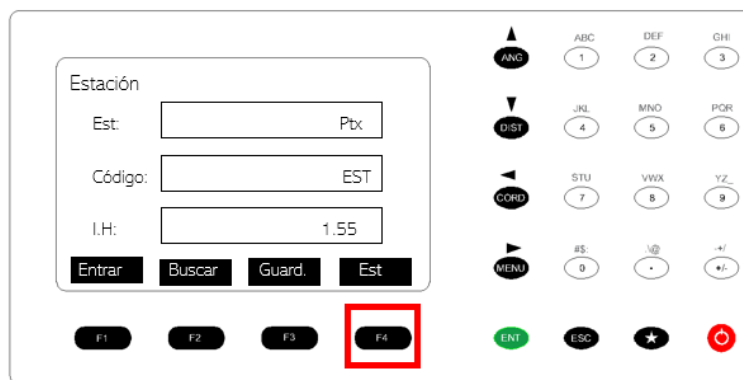 Estación
Est: Ptx
Código: EST
I.H: 1.55
Entrar Buscar Guard. Est
F1 F2 F3 F4
ABC DEF GHI
ANG 1 2 3
JKL MNO PQR
DIST 4 5 6
STU VWX YZ_
CORD 7 8 9
#$: .\@ -+/
MENU 0 . +/-
ENT ESC